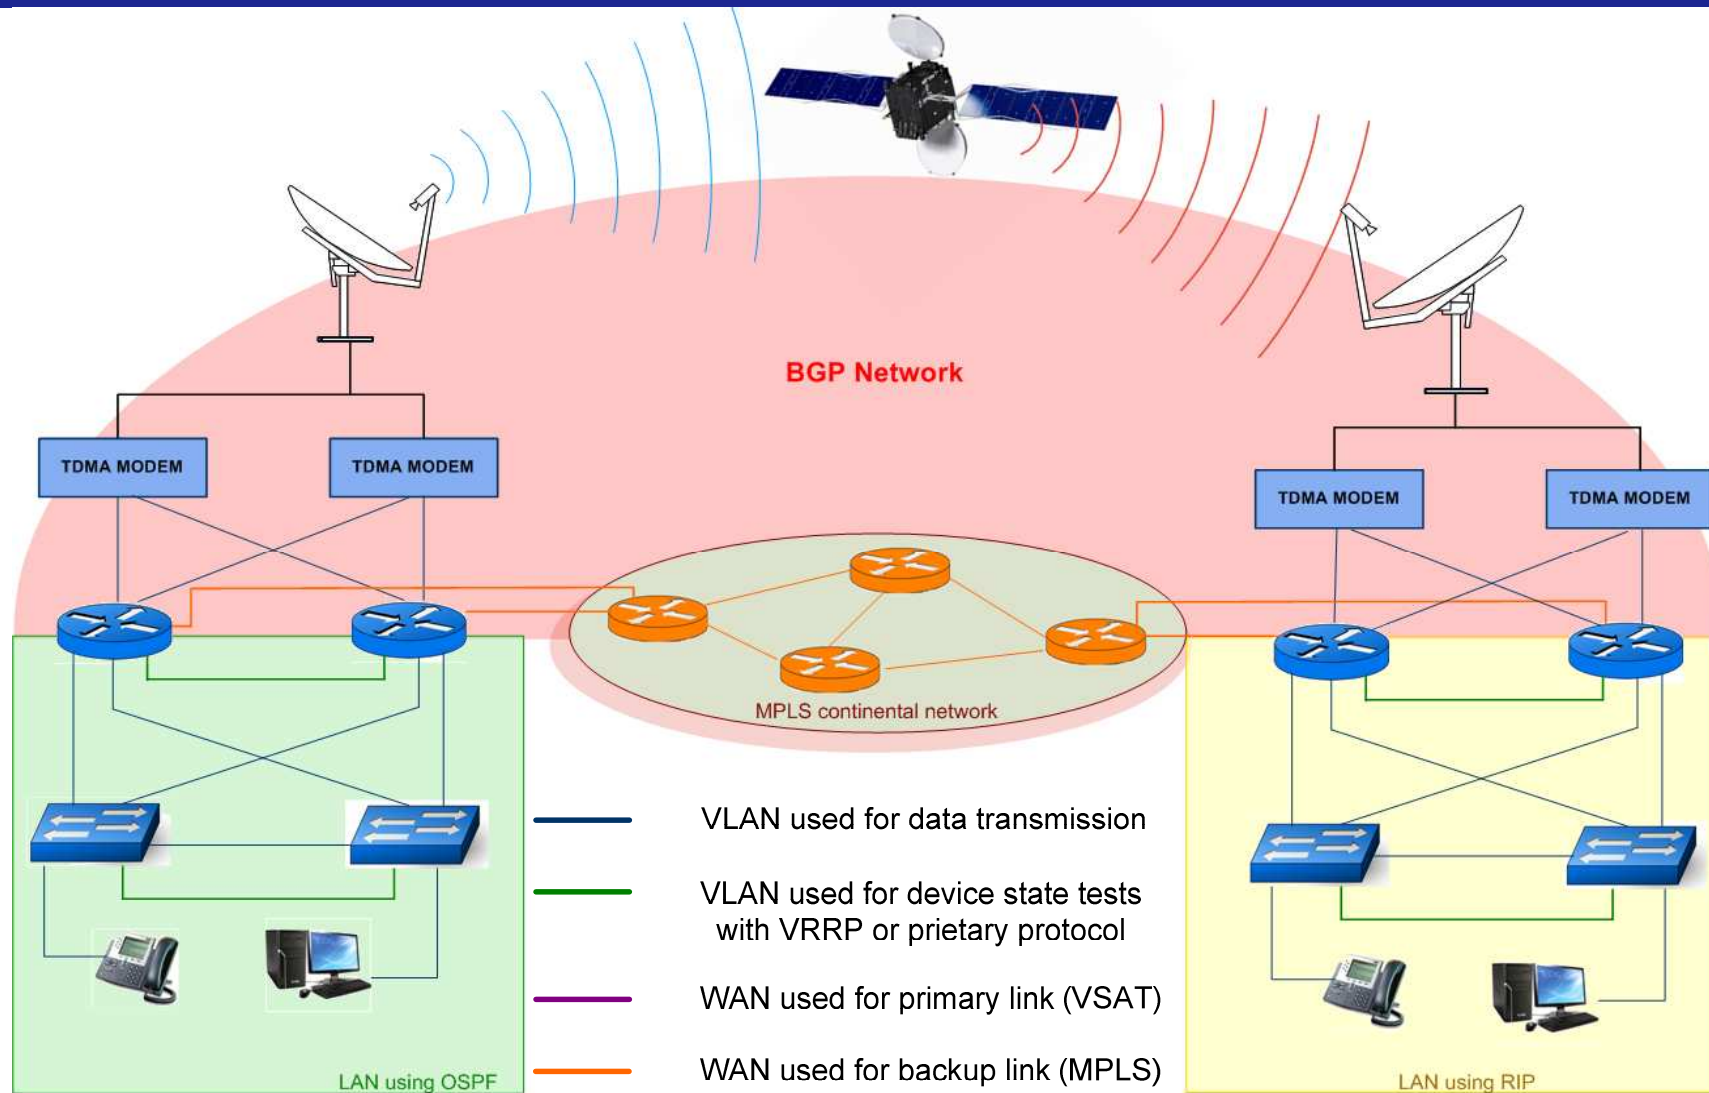 BGP Network
TDMA MODEM
TDMA MODEM
TDMA MODEM
TDMA MODEM
MPLS continental network
VLAN used for data transmission
VLAN used for device state tests
with VRRP or prietary protocol
WAN used for primary link (VSAT)
WAN used for backup link (MPLS)
LAN using OSPF
LAN using RIP